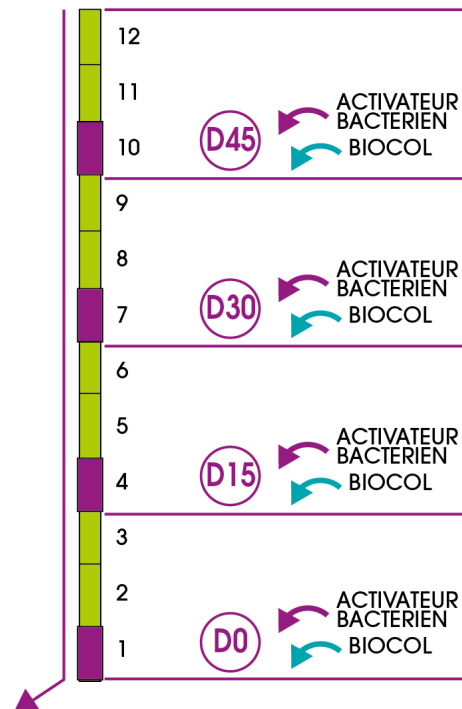 12
11
10
D45
ACTIVATEUR
BACTERIEN
BIOCOL
9
8
7
D30
ACTIVATEUR
BACTERIEN
BIOCOL
6
5
4
D15
ACTIVATEUR
BACTERIEN
BIOCOL
3
2
1
D0
ACTIVATEUR
BACTERIEN
BIOCOL